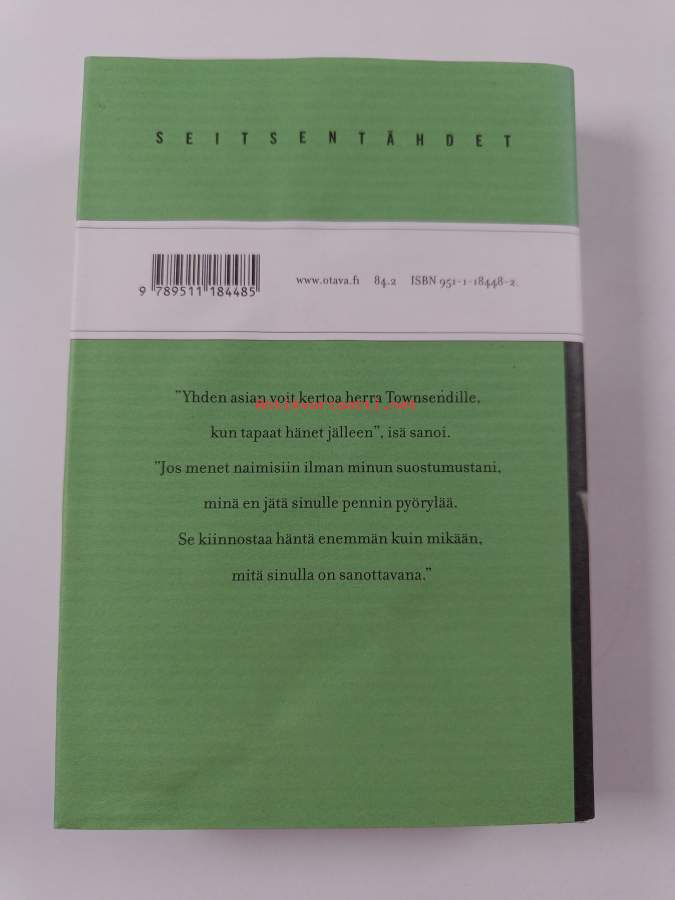 SEITSENTÄHDET
9 789511 184485
www.otava.fi 84.2 ISBN 951-1-18448-2
”Yhden asian voit kertoa herra Townsendille,
antikvariaatti.net
kun tapaat hänet jälleen”, isä sanoi.
”Jos menet naimisiin ilman minun suostumustani,
minä en jätä sinulle pennin pyörylää.
Se kiinnostaa häntä enemmän kuin mikään,
mitä sinulla on sanottavana.”